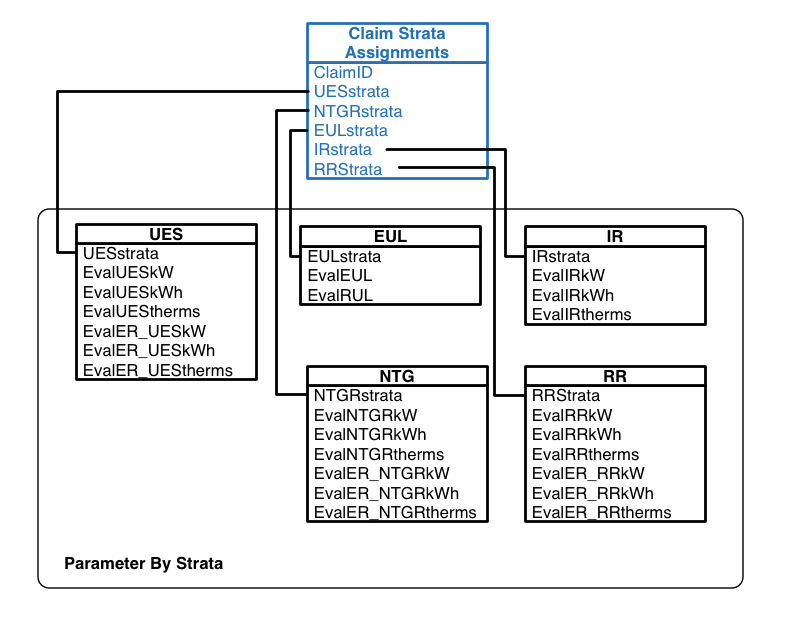 Claim Strata
Assignments
ClaimID
UESstrata
NTGRstrata
EULstrata
IRstrata
RRStrata
UES
UESstrata
EvalUESkW
EvalUESkWh
EvalUEStherms
EvalER_UESkW
EvalER_UESkWh
EvalER_UEStherms
EUL
EULstrata
EvalEUL
EvalRUL
IR
IRstrata
EvalIRkW
EvalIRkWh
EvalIRtherms
NTG
NTGRstrata
EvalNTGRkW
EvalNTGRkWh
EvalNTGRtherms
EvalER_NTGRkW
EvalER_NTGRkWh
EvalER_NTGRtherms
RR
RRStrata
EvalRRkW
EvalRRkWh
EvalRRtherms
EvalER_RRkW
EvalER_RRkWh
EvalER_RRtherms
Parameter By Strata